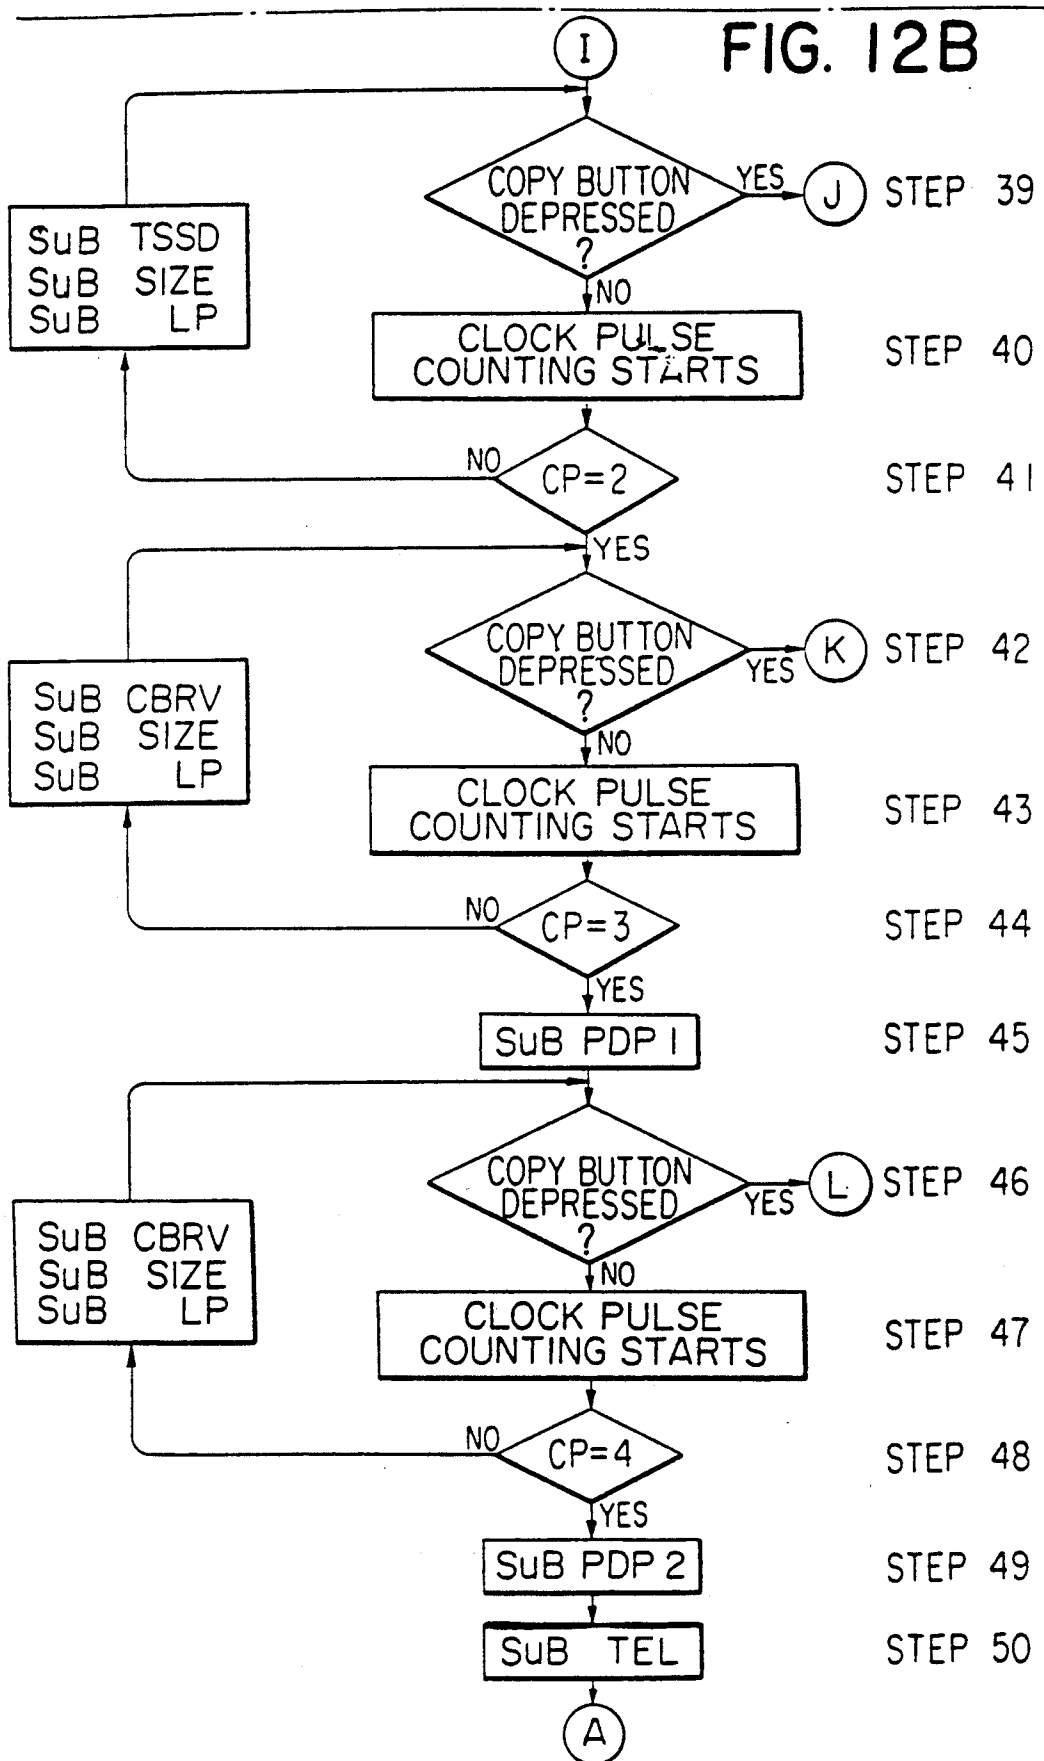 I
FIG. 12B
COPY BUTTON
DEPRESSED
?
YES
J
STEP 39
NO
SuB TSSD
SuB SIZE
SuB LP
CLOCK PULSE
COUNTING STARTS
STEP 40
NO
CP=2
STEP 41
YES
COPY BUTTON
DEPRESSED
?
YES
K
STEP 42
NO
SuB CBRV
SuB SIZE
SuB LP
CLOCK PULSE
COUNTING STARTS
STEP 43
NO
CP=3
STEP 44
YES
SuB PDP 1
STEP 45
COPY BUTTON
DEPRESSED
?
YES
L
STEP 46
NO
SuB CBRV
SuB SIZE
SuB LP
CLOCK PULSE
COUNTING STARTS
STEP 47
NO
CP=4
STEP 48
YES
SuB PDP 2
STEP 49
SuB TEL
STEP 50
A